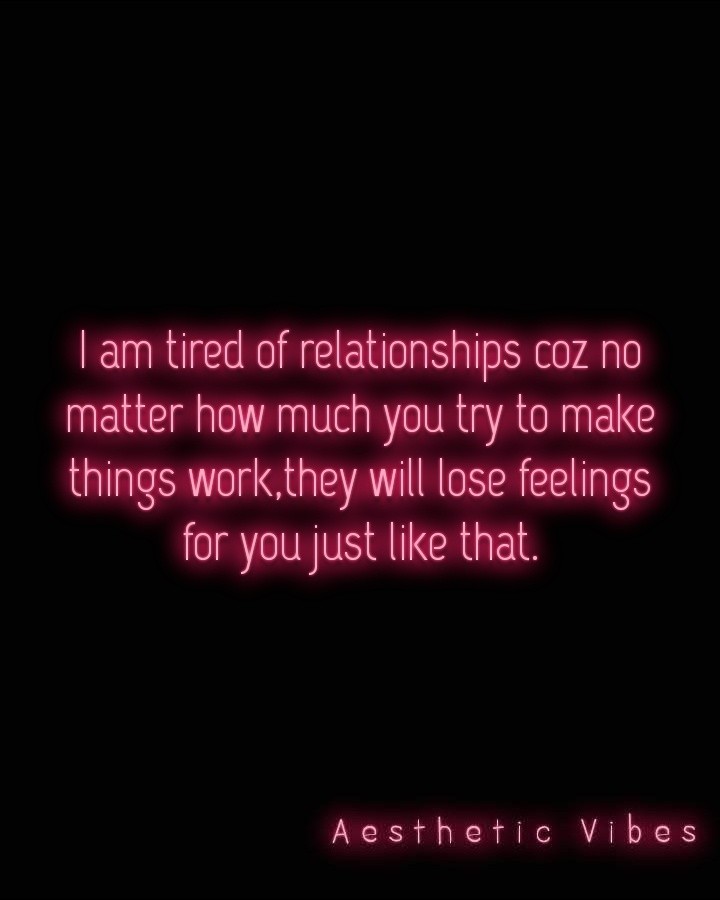 I am tired of relationships coz no
matter how much you try to make
things work,they will lose feelings
for you just like that.
Aesthetic Vibes